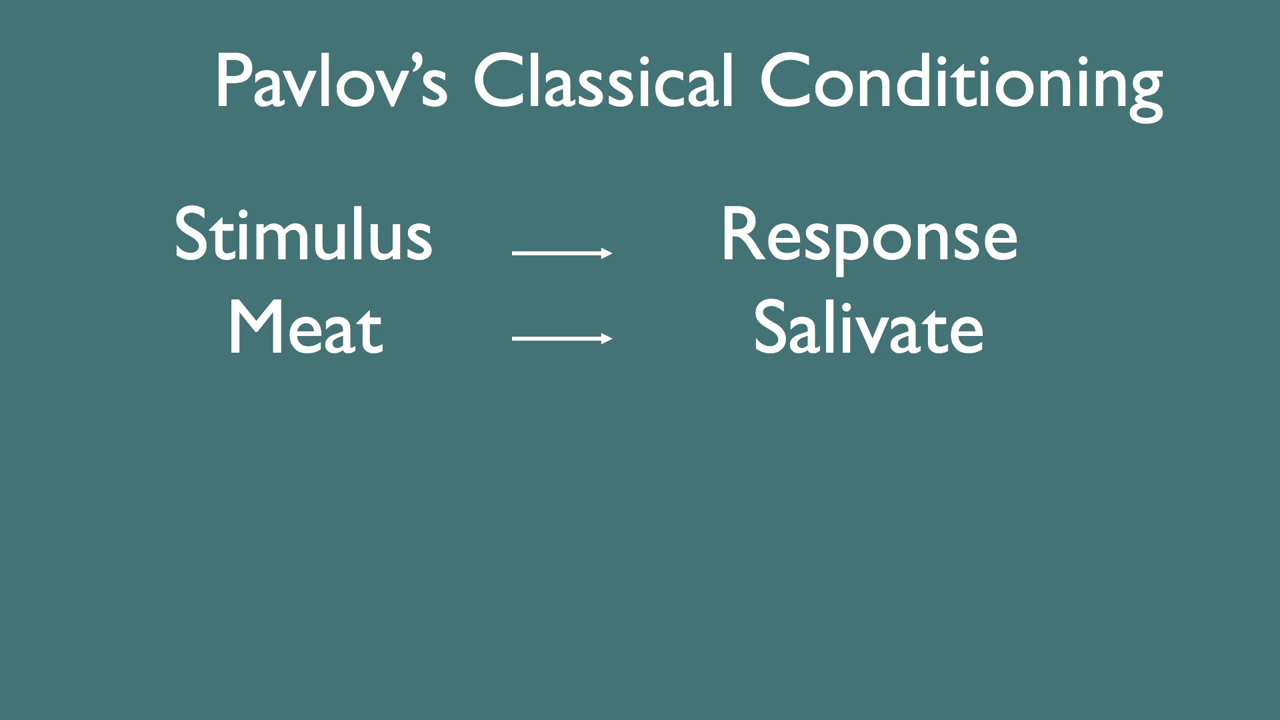 Pavlov’s Classical Conditioning
Stimulus Response
Meat Salivate